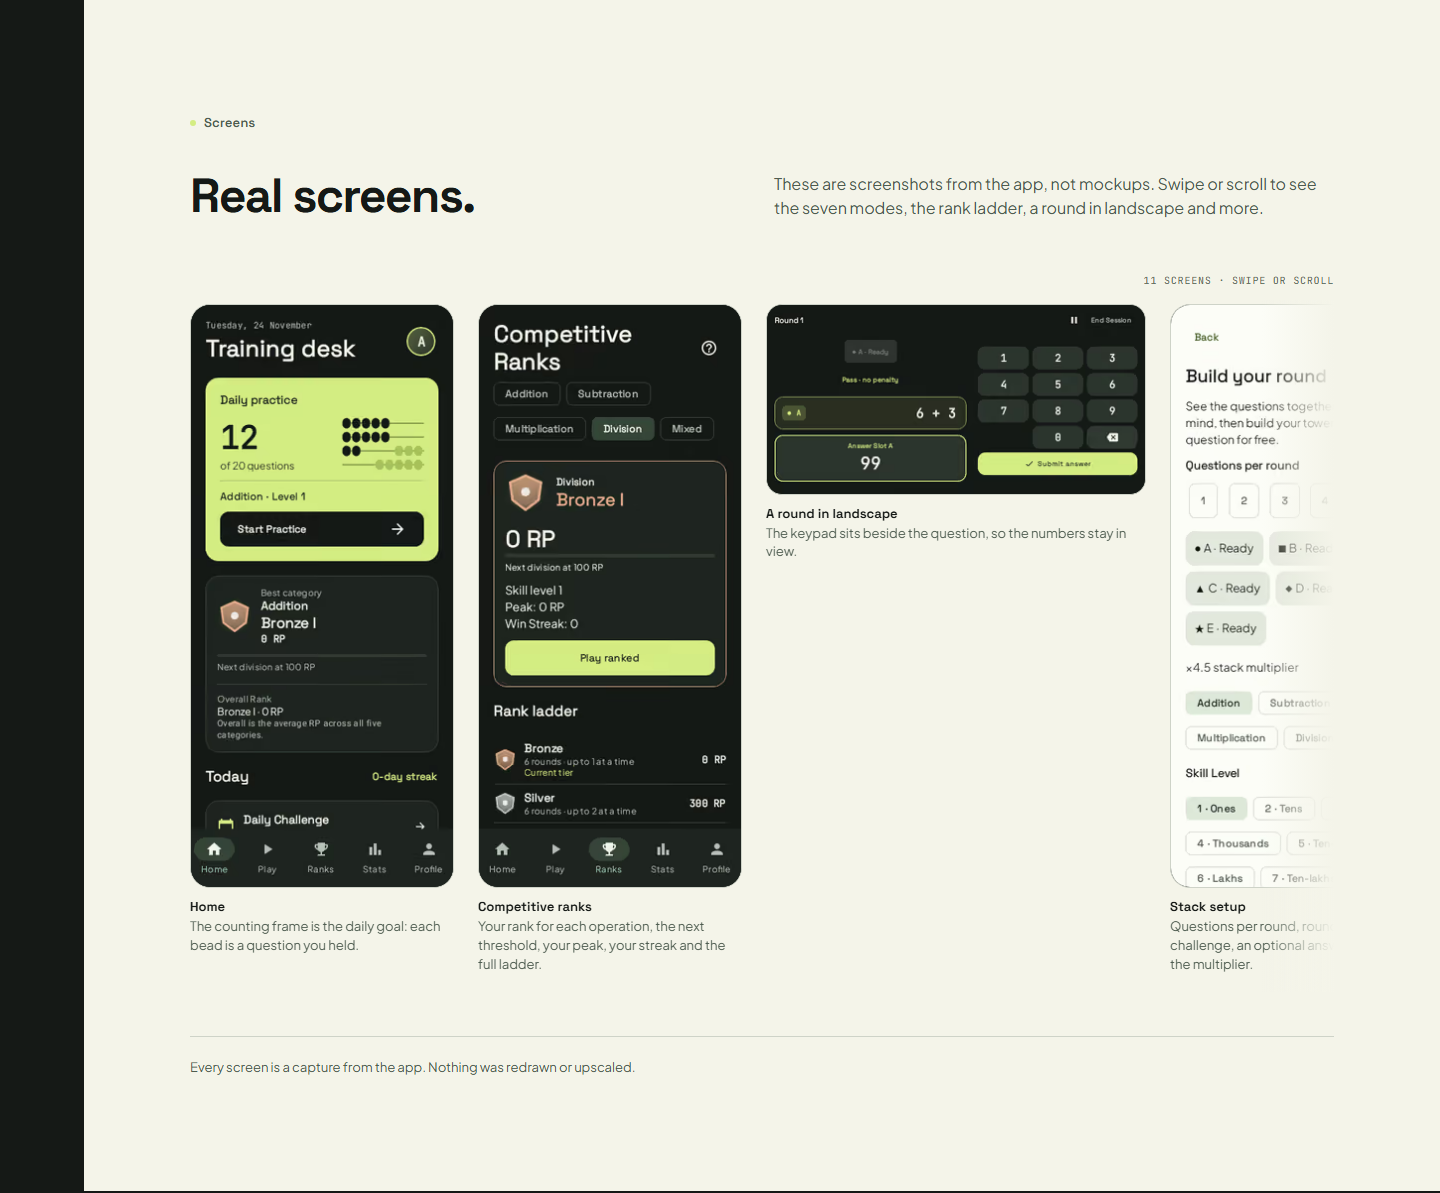 Screens
Real screens.
These are screenshots from the app, not mockups. Swipe or scroll to see
the seven modes, the rank ladder, a round in landscape and more.
11 SCREENS · SWIPE OR SCROLL
Tuesday, 24 November
Training desk
A
Daily practice
12
of 20 questions
Addition · Level 1
Start Practice
Best category
Addition
Bronze I
0 RP
Next division at 100 RP
Overall Rank
Bronze I · 0 RP
Overall is the average RP across all five
categories.
Today
0-day streak
Daily Challenge
Home
Play
Ranks
Stats
Profile
Home
The counting frame is the daily goal: each
bead is a question you held.
Competitive
Ranks
Addition
Subtraction
Multiplication
Division
Mixed
Division
Bronze I
0 RP
Next division at 100 RP
Skill level 1
Peak: 0 RP
Win Streak: 0
Play ranked
Rank ladder
Bronze
6 rounds · up to 1 at a time
Current tier
0 RP
Silver
6 rounds · up to 2 at a time
300 RP
Home
Play
Ranks
Stats
Profile
Competitive ranks
Your rank for each operation, the next
threshold, your peak, your streak and the
full ladder.
Round 1
End Session
A · Ready
Pass · no penalty
A
6 + 3
Answer Slot A
99
1 2 3
4 5 6
7 8 9
0
Submit answer
A round in landscape
The keypad sits beside the question, so the numbers stay in
view.
Back
Build your round
See the questions
mind, then build your
question for free.
Questions per round
1 2 3 4
A · Ready
B ·
C · Ready
D ·
E · Ready
×4.5 stack multiplier
Addition
Subtraction
Multiplication
Skill Level
1 · Ones
2 · Tens
4 · Thousands
5 ·
6 · Lakhs
7 ·
Stack setup
Questions per round,
challenge, an optional
the multiplier.
Every screen is a capture from the app. Nothing was redrawn or upscaled.